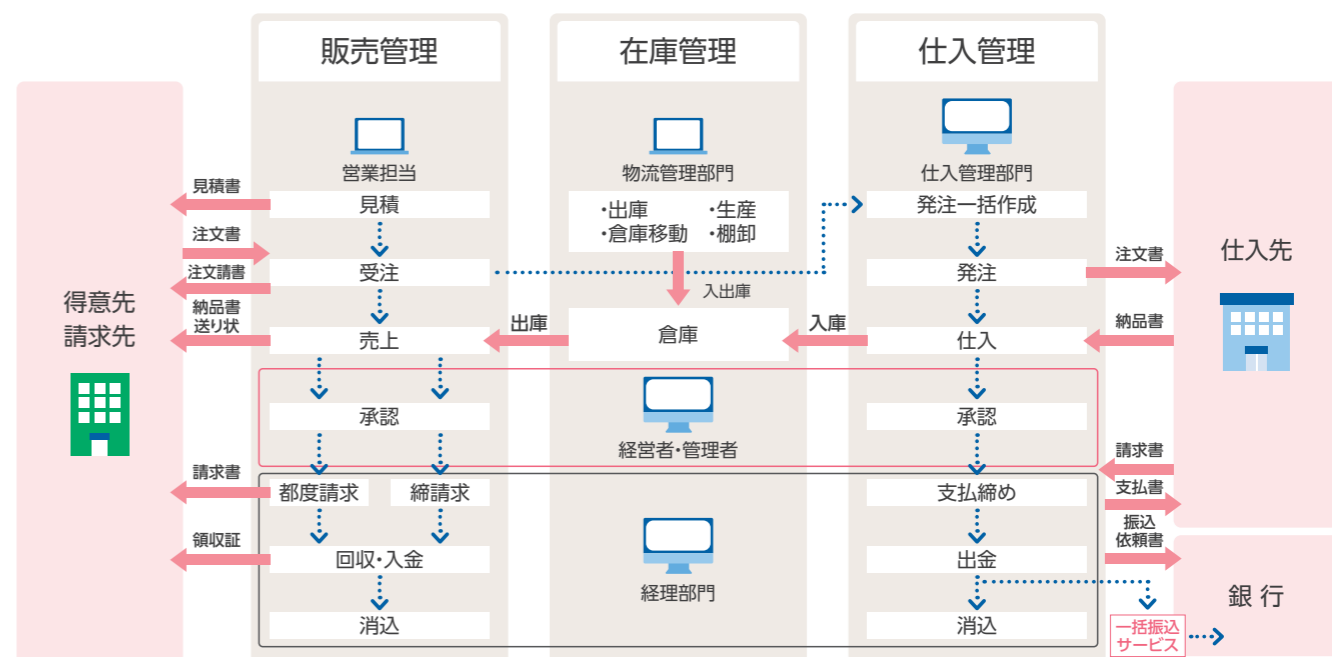 販売管理
在庫管理
仕入管理
営業担当
物流管理部門
仕入管理部門
見積書
見積
・出庫 ・生産
・倉庫移動 ・棚卸
発注一括作成
注文書
注文請書
受注
入出庫
発注
注文書
仕入先
得意先
請求先
納品書
送り状
売上
出庫
倉庫
入庫
仕入
納品書
承認
経営者・管理者
承認
請求書
都度請求
締請求
支払締め
請求書
支払書
領収証
回収・入金
経理部門
出金
振込
依頼書
銀 行
消込
消込
一括振込
サービス